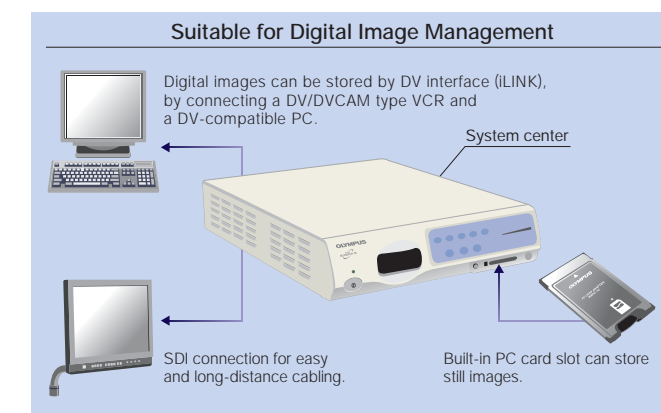 Suitable for Digital Image Management
Digital images can be stored by DV interface (iLINK),
by connecting a DV/DVCAM type VCR and
a DV-compatible PC.
System center
OLYMPUS
OLYMPUS
SDI connection for easy
and long-distance cabling.
Built-in PC card slot can store
still images.